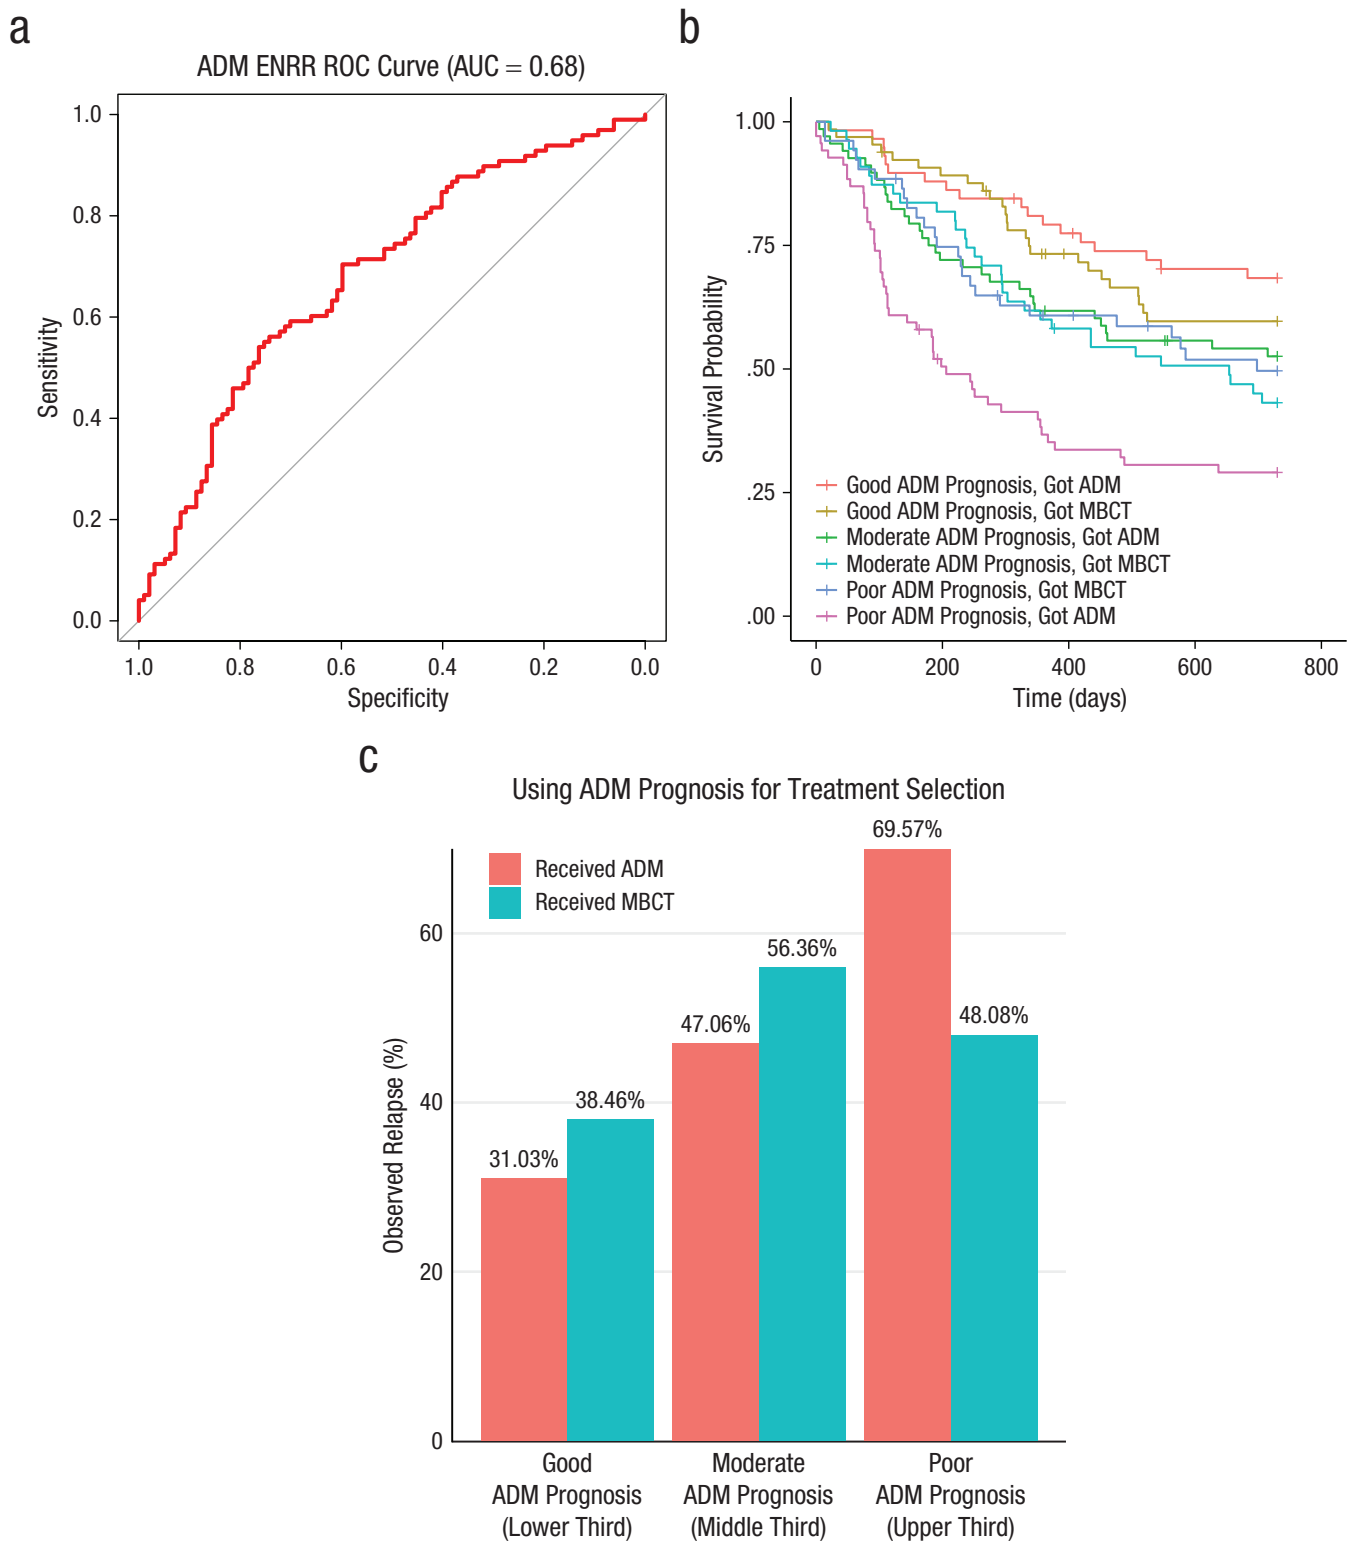 a
ADM ENRR ROC Curve (AUC = 0.68)
1.0
0.8
0.6
0.4
0.2
0.0
Sensitivity
1.0 0.8 0.6 0.4 0.2 0.0
Specificity
b
1.00
.75
.50
.25
.00
Survival Probability
Good ADM Prognosis, Got ADM
Good ADM Prognosis, Got MBCT
Moderate ADM Prognosis, Got ADM
Moderate ADM Prognosis, Got MBCT
Poor ADM Prognosis, Got MBCT
Poor ADM Prognosis, Got ADM
0 200 400 600 800
Time (days)
c
Using ADM Prognosis for Treatment Selection
Received ADM
Received MBCT
69.57%
56.36%
47.06%
48.08%
38.46%
31.03%
60
40
20
0
Observed Relapse (%)
Good
ADM Prognosis
(Lower Third)
Moderate
ADM Prognosis
(Middle Third)
Poor
ADM Prognosis
(Upper Third)